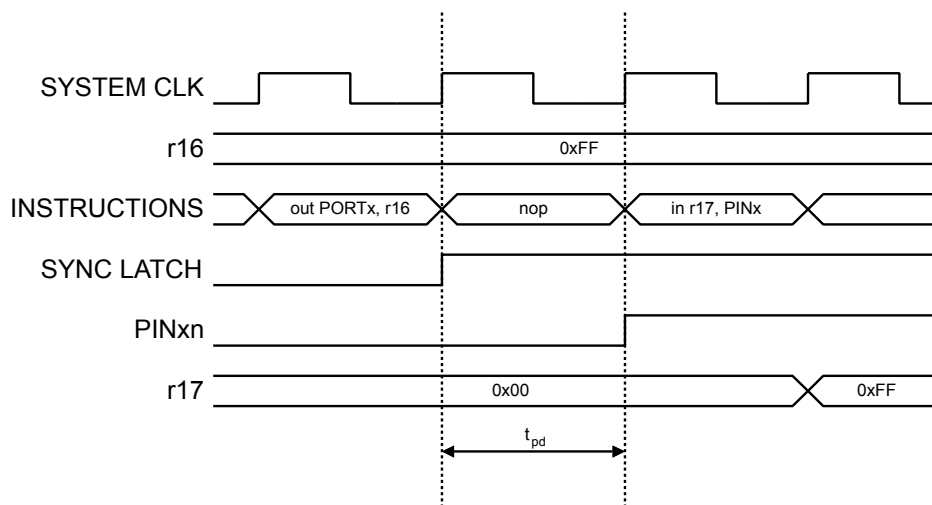 SYSTEM CLK
r16
0xFF
INSTRUCTIONS
out PORTx, r16
nop
in r17, PINx
SYNC LATCH
PINxn
r17
0x00
0xFF
tpd